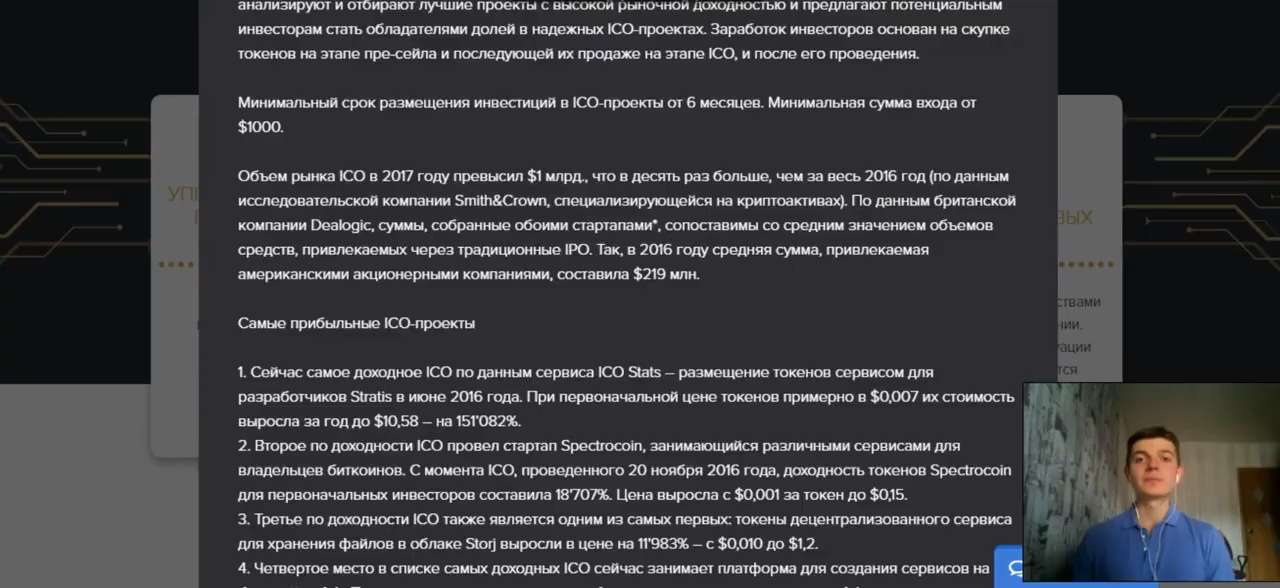 анализируют и отбирают лучшие проекты с высокой рыночной доходностью и предлагают потенциальным
инвесторам стать обладателями долей в надежных ICO-проектах. Заработок инвесторов основан на скупке
токенов на этапе пре-сейла и последующей их продаже на этапе ICO, и после его проведения.
Минимальный срок размещения инвестиций в ICO-проекты от 6 месяцев. Минимальная сумма входа от
$1000.
Объем рынка ICO в 2017 году превысил $1 млрд., что в десять раз больше, чем за весь 2016 год (по данным
исследовательской компании Smith&Crown, специализирующейся на криптоактивах). По данным британской
компании Dealogic, суммы, собранные обоими стартапами*, сопоставимы со средним значением объемов
средств, привлекаемых через традиционные IPO. Так, в 2016 году средняя сумма, привлекаемая
американскими акционерными компаниями, составила $219 млн.
Самые прибыльные ICO-проекты
1. Сейчас самое доходное ICO по данным сервиса ICO Stats – размещение токенов сервисом для
разработчиков Stratis в июне 2016 года. При первоначальной цене токенов примерно в $0,007 их стоимость
выросла за год до $10,58 – на 151'082%.
2. Второе по доходности ICO провел стартап Spectrocoin, занимающийся различными сервисами для
владельцев биткоинов. С момента ICO, проведенного 20 ноября 2016 года, доходность токенов Spectrocoin
для первоначальных инвесторов составила 18'707%. Цена выросла с $0,001 за токен до $0,15.
3. Третье по доходности ICO также является одним из самых первых: токены децентрализованного сервиса
для хранения файлов в облаке Storj выросли в цене на 11'983% – с $0,010 до $1,2.
4. Четвертое место в списке самых доходных ICO сейчас занимает платформа для создания сервисов на